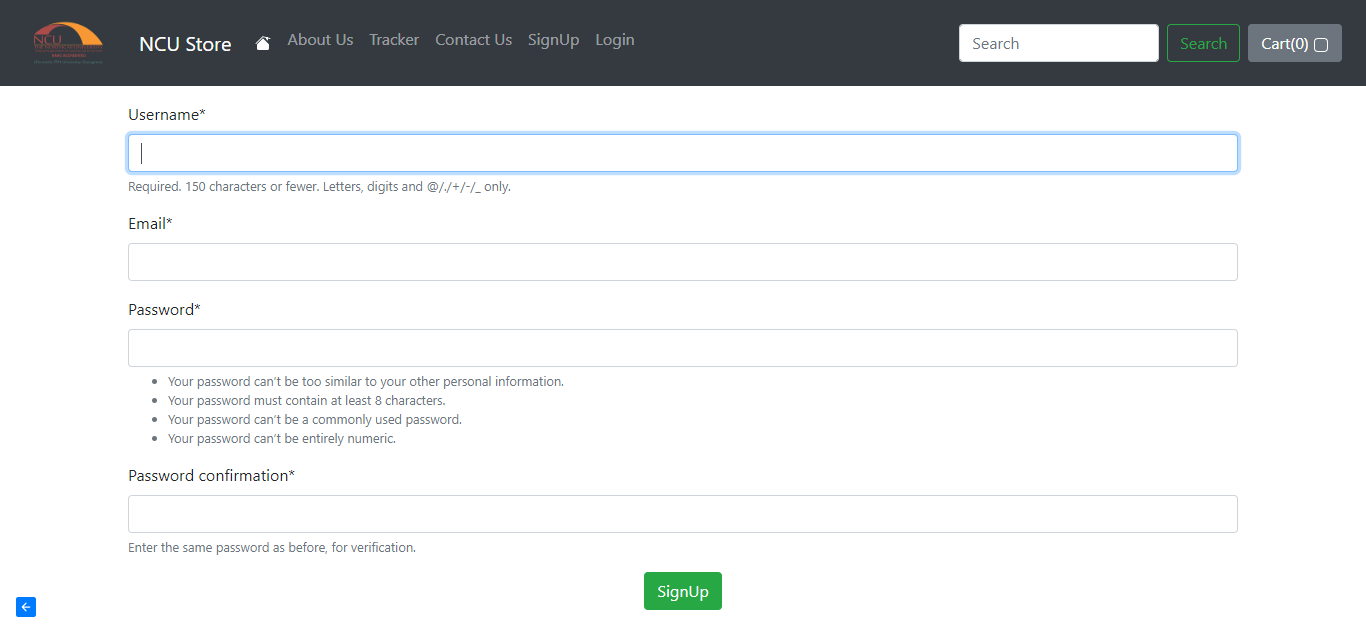 NCU
NCU Store
About Us
Tracker
Contact Us
SignUp
Login
Search
Search
Cart(0)
Username*
Required. 150 characters or fewer. Letters, digits and @/./+/-/_ only.
Email*
Password*
Your password can't be too similar to your other personal information.
Your password must contain at least 8 characters.
Your password can't be a commonly used password.
Your password can't be entirely numeric.
Password confirmation*
Enter the same password as before, for verification.
SignUp